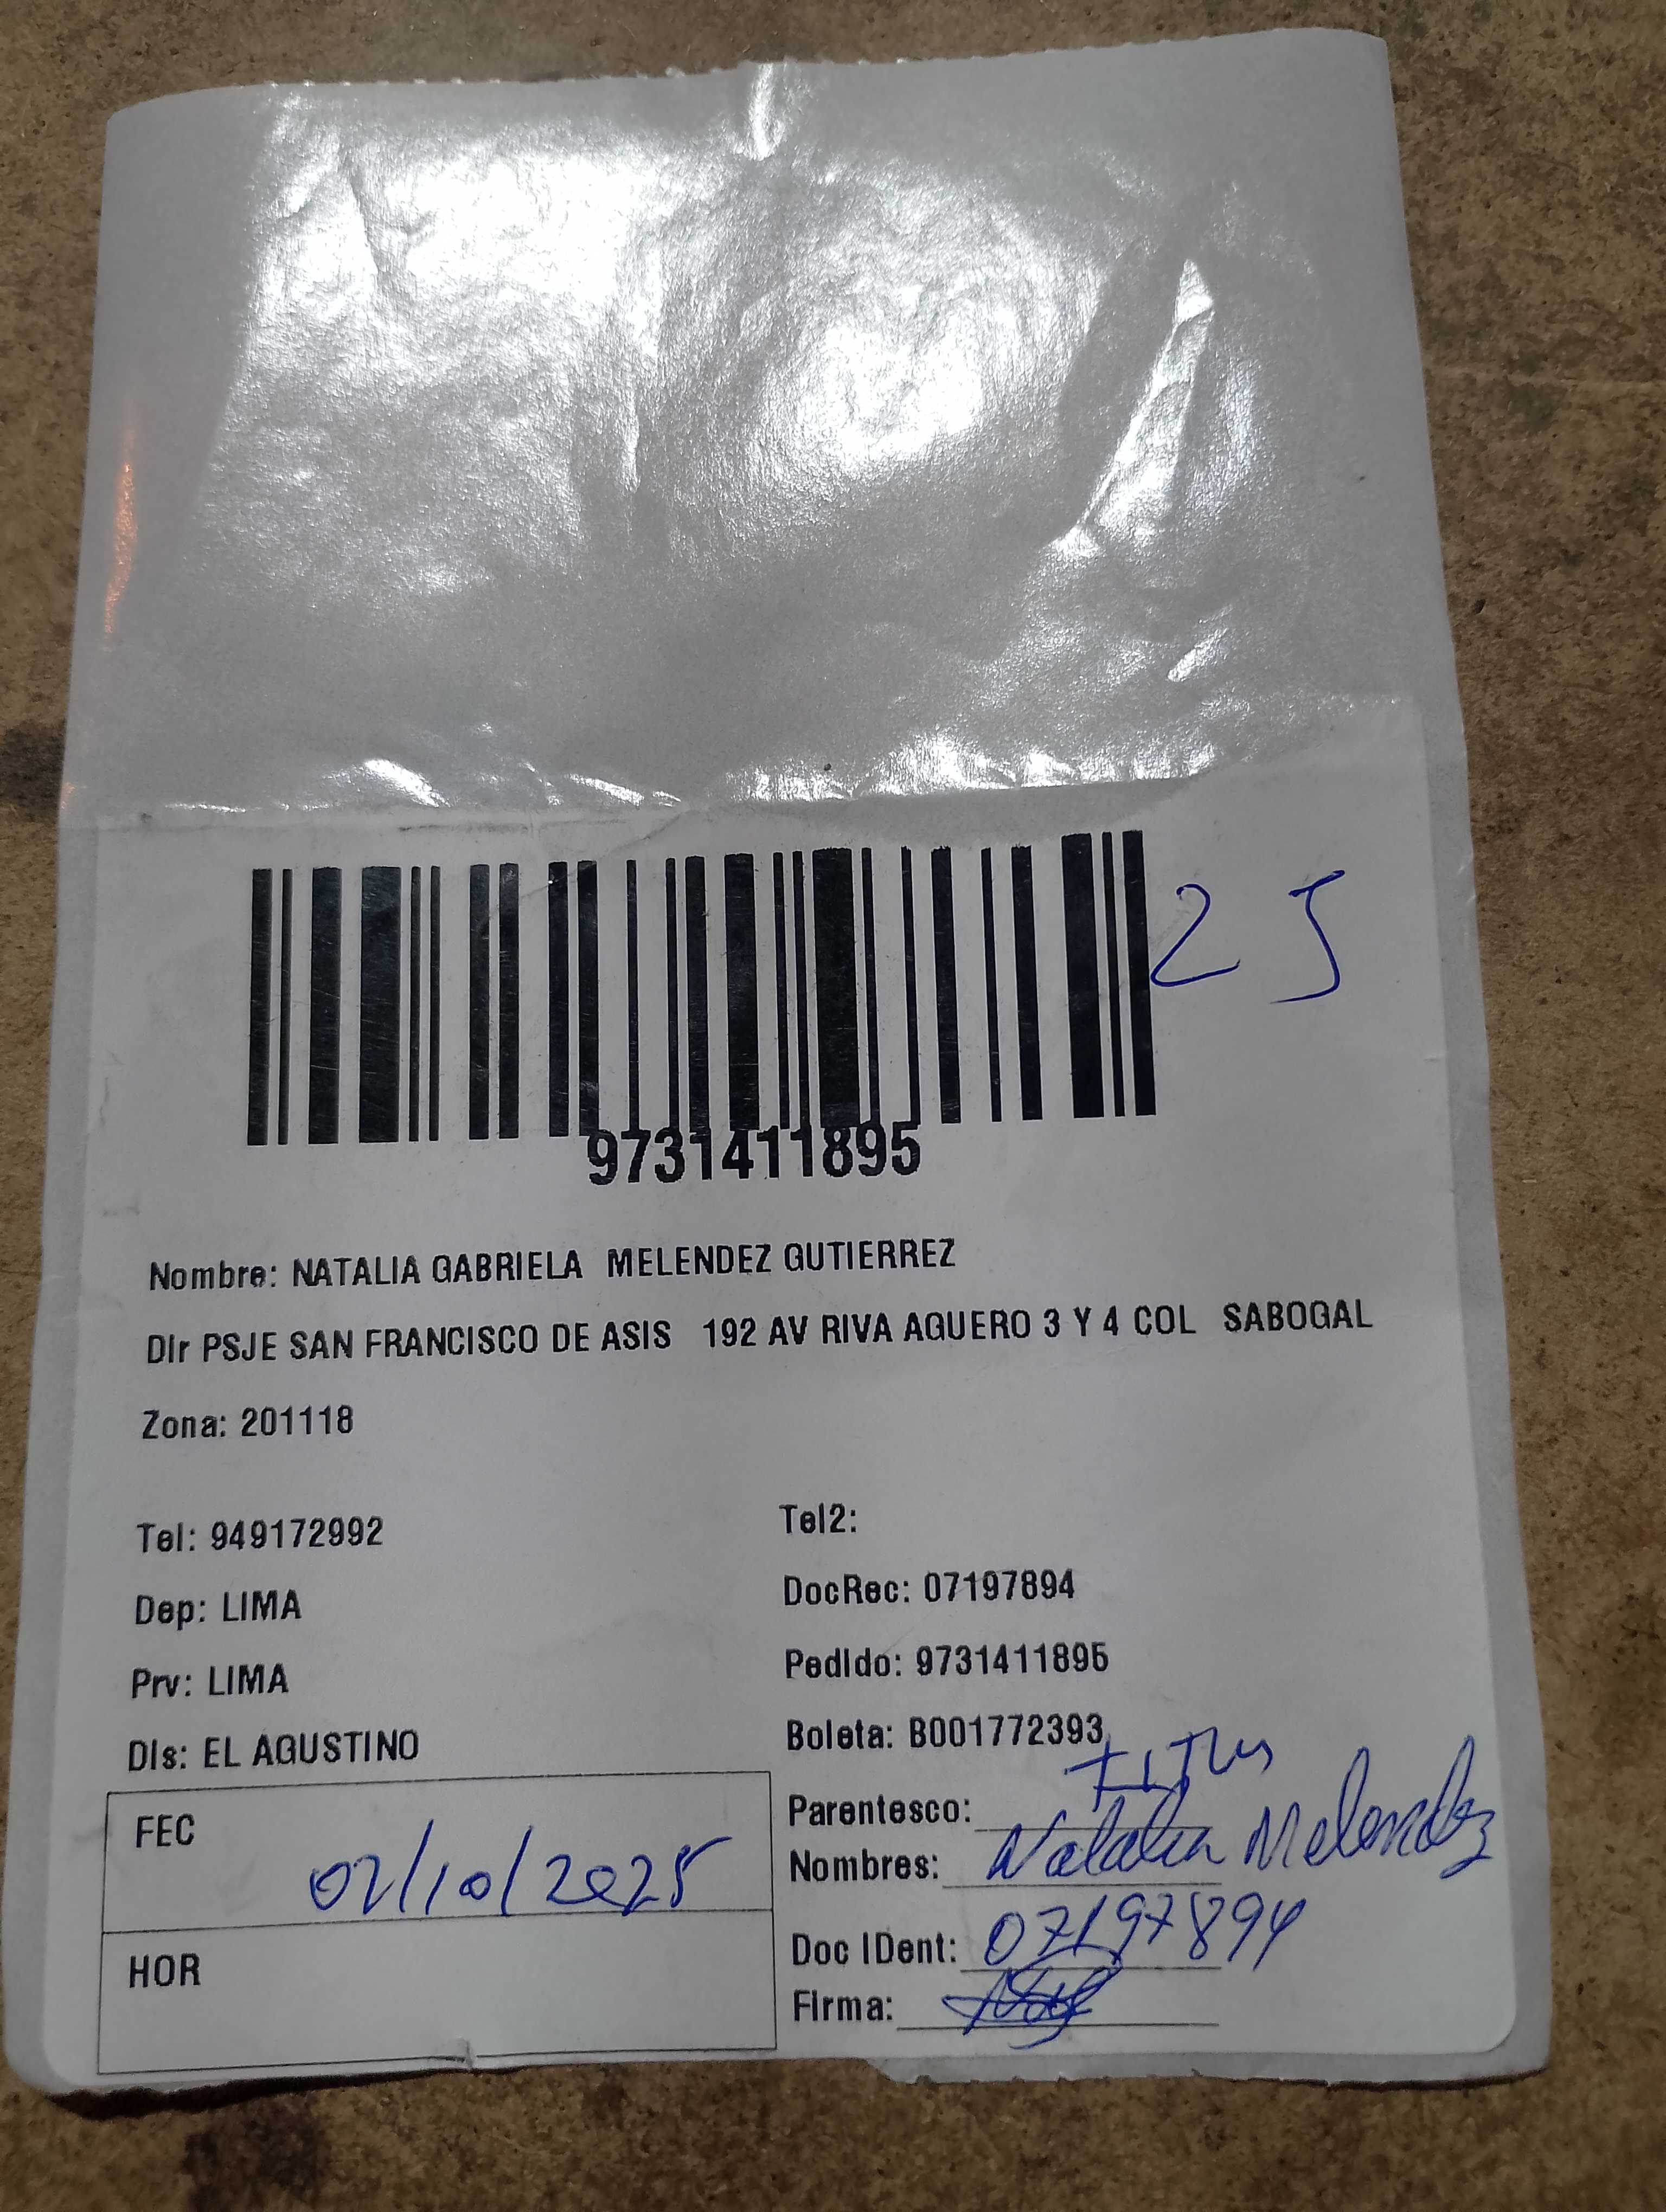 25
9731411895
Nombre: NATALIA GABRIELA MELENDEZ GUTIERREZ
Dir PSJE SAN FRANCISCO DE ASIS 192 AV RIVA AGUERO 3 Y 4 COL SABOGAL
Zona: 201118
Tel: 949172992
Tel2:
Dep: LIMA
DocRec: 07197894
Prv: LIMA
Pedido: 9731411895
Dis: EL AGUSTINO
Boleta: B001772393
FEC
02/10/2025
HOR
Parentesco:
Nombres: Natalia Melendez
Doc IDent: 07197894
Firma: